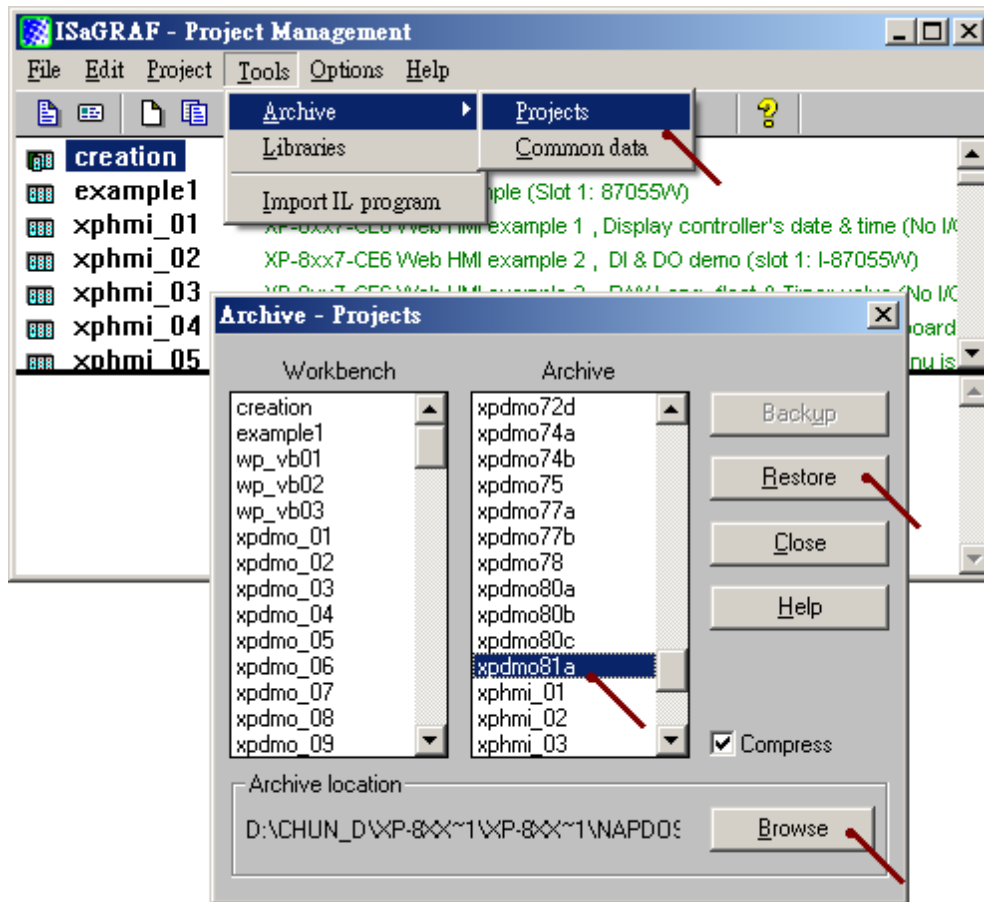 ISaGRAF - Project Management
File Edit Project Tools Options Help
Archive
Libraries
Import IL program
Projects
Common data
creation
example1 mple (Slot 1: 87055W)
xphmi_01 XP-8xx7-CE6 Web HMI example 1 , Display controller's date & time (No I/O
xphmi_02 XP-8xx7-CE6 Web HMI example 2 , DI & DO demo (slot 1: I-87055W)
xphmi_03
xphmi_04 board
xphmi_05 nu is
Archive - Projects
Workbench
creation
example1
wp_vb01
wp_vb02
wp_vb03
xpdmo_01
xpdmo_02
xpdmo_03
xpdmo_04
xpdmo_05
xpdmo_06
xpdmo_07
xpdmo_08
xpdmo_09
Archive
xpdmo72d
xpdmo74a
xpdmo74b
xpdmo75
xpdmo77a
xpdmo77b
xpdmo78
xpdmo80a
xpdmo80b
xpdmo80c
xpdmo81a
xphmi_01
xphmi_02
xphmi_03
Backup
Restore
Close
Help
Compress
Archive location
D:\CHUN_D\XP-8XX~1\XP-8XX~1\NAPDOS
Browse